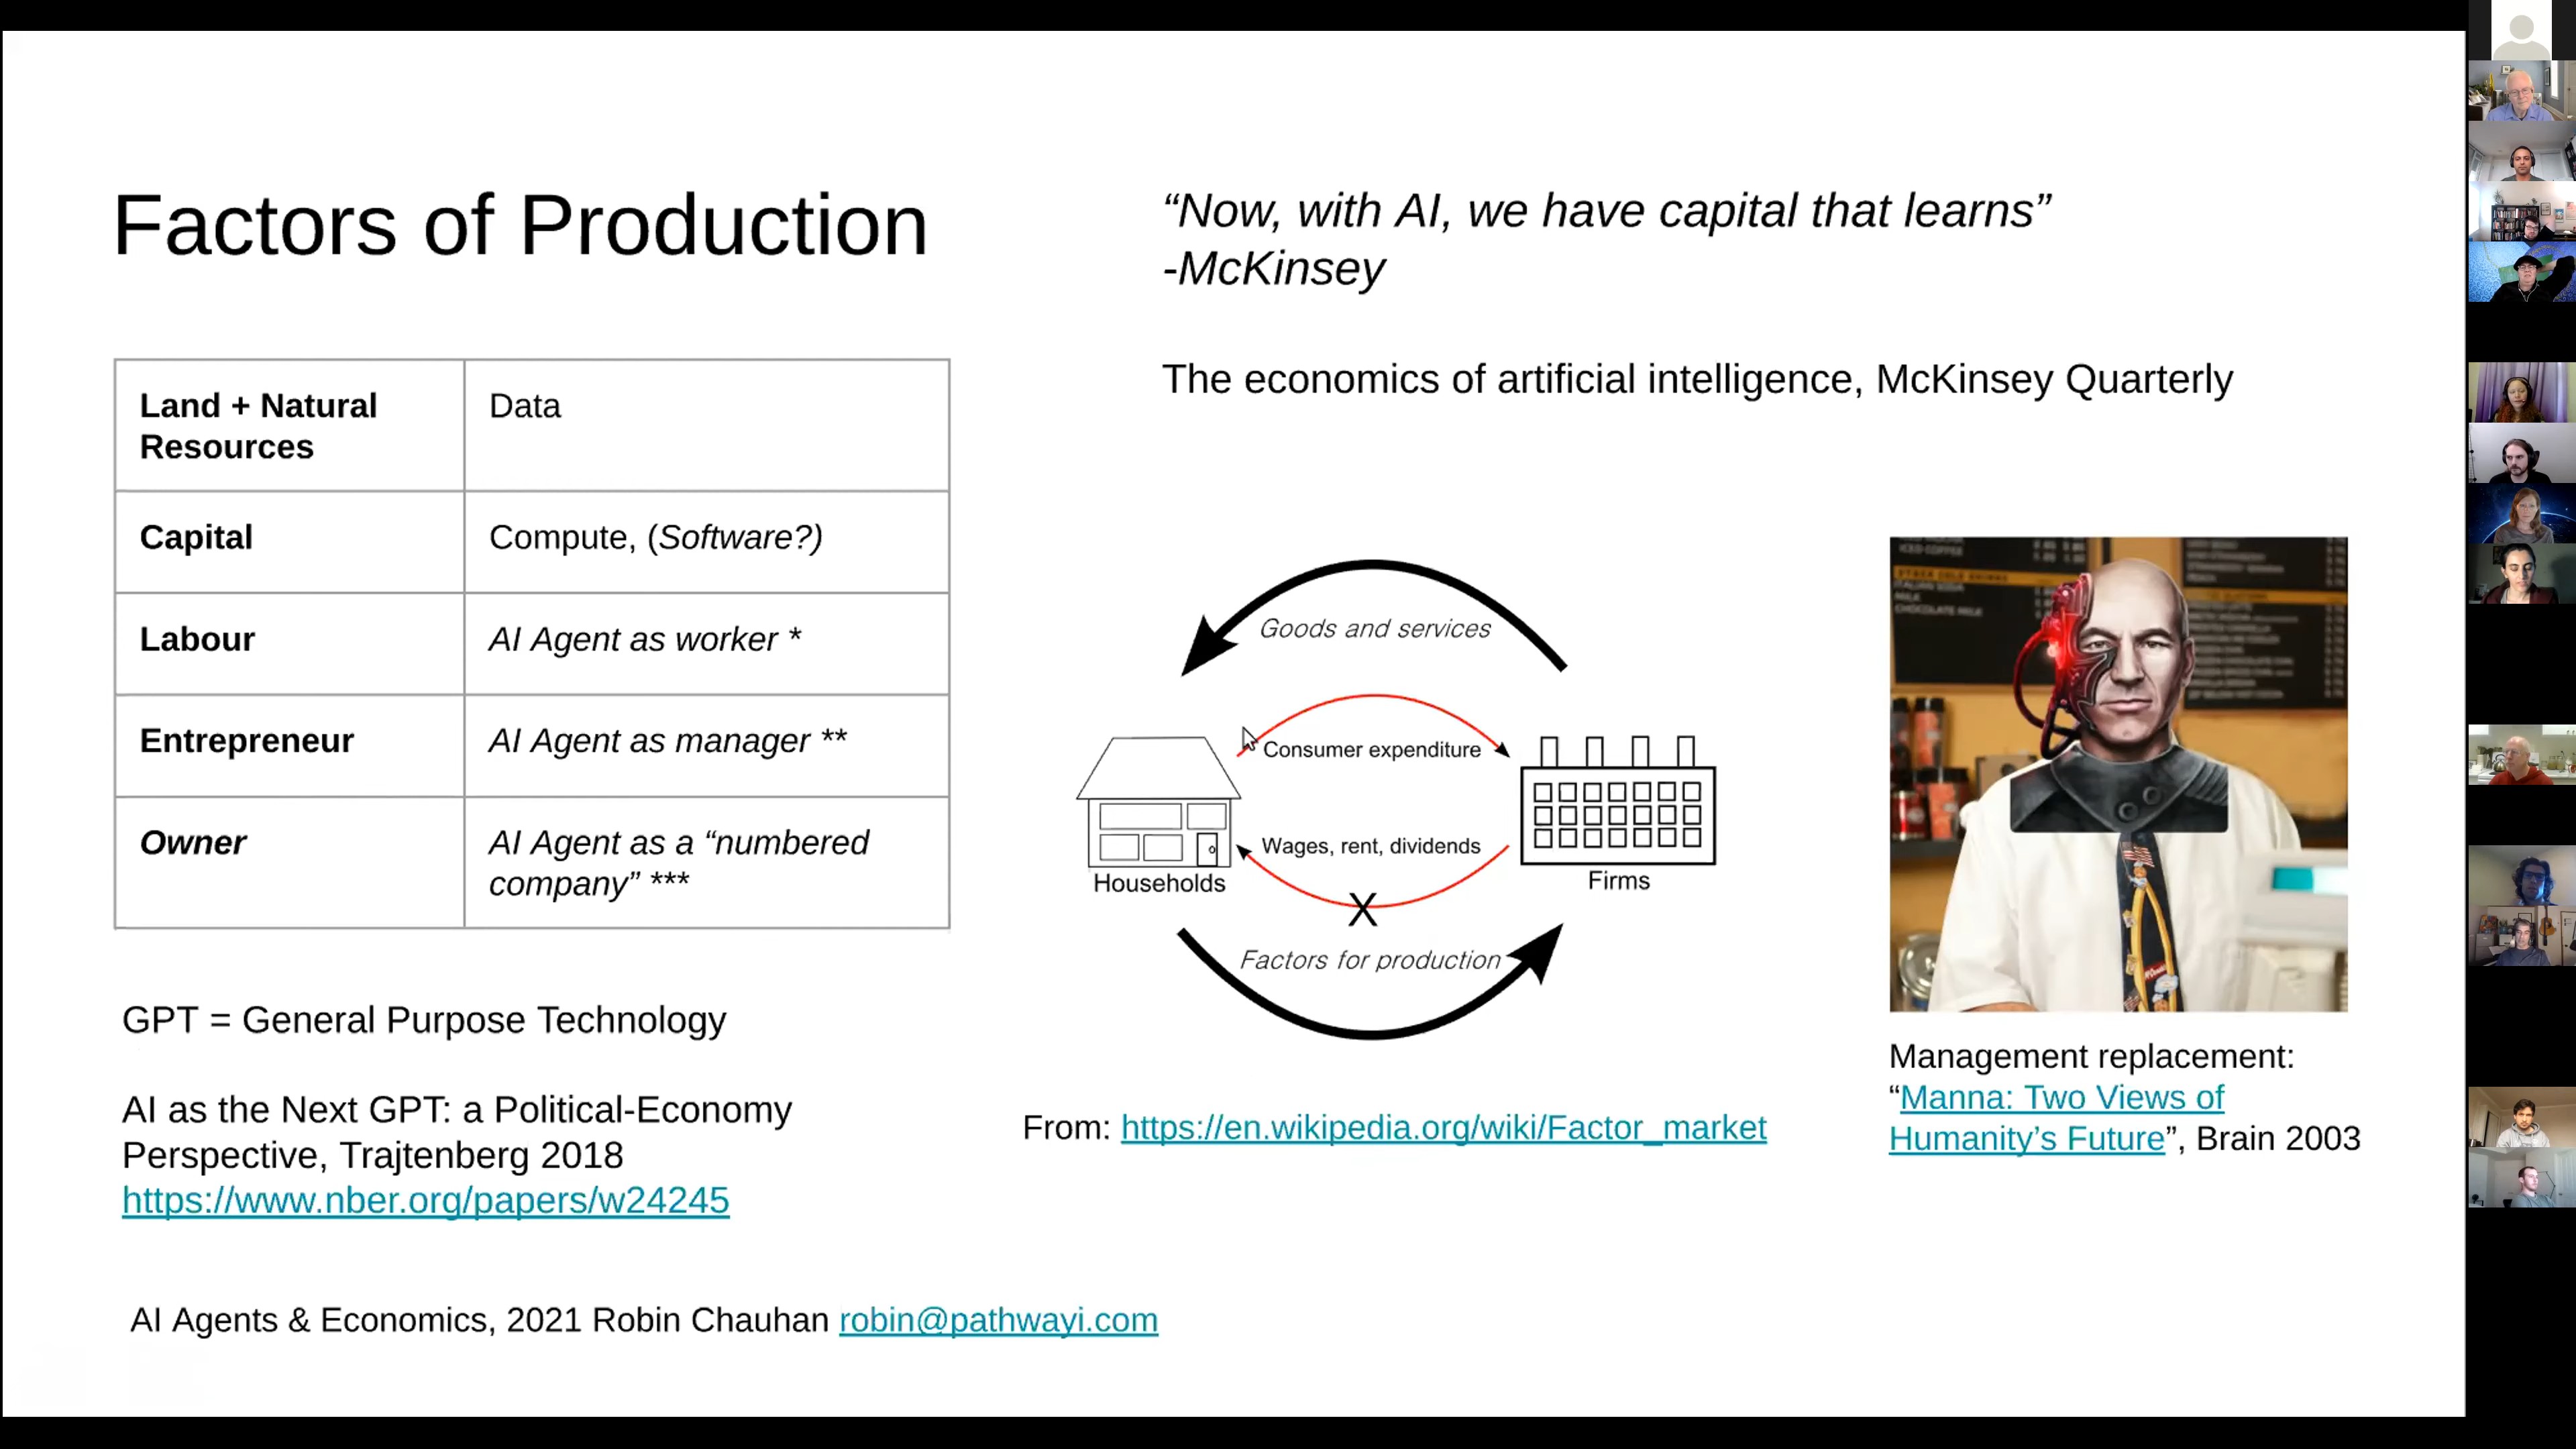 Factors of Production
“Now, with AI, we have capital that learns”
-McKinsey
The economics of artificial intelligence, McKinsey Quarterly
Land + Natural
Resources
Data
Capital
Compute, (Software?)
Labour
AI Agent as worker *
Entrepreneur
AI Agent as manager **
Owner
AI Agent as a “numbered
company” ***
GPT = General Purpose Technology
AI as the Next GPT: a Political-Economy
Perspective, Trajtenberg 2018
https://www.nber.org/papers/w24245
Goods and services
Consumer expenditure
Wages, rent, dividends
Households
Firms
X
Factors for production
From: https://en.wikipedia.org/wiki/Factor_market
CHOCOLATE MILK
Management replacement:
“Manna: Two Views of
Humanity’s Future”, Brain 2003
AI Agents & Economics, 2021 Robin Chauhan robin@pathwayi.com